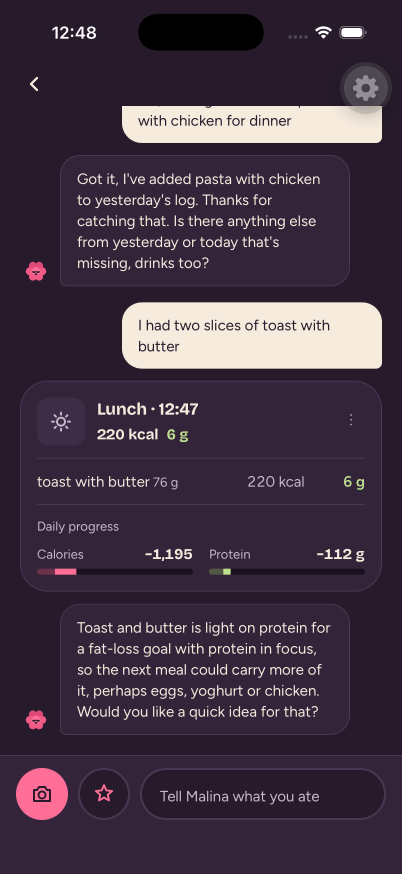 12:48
with chicken for dinner
Got it, I've added pasta with chicken
to yesterday's log. Thanks for
catching that. Is there anything else
from yesterday or today that's
missing, drinks too?
I had two slices of toast with
butter
Lunch · 12:47
220 kcal 6 g
toast with butter 76 g 220 kcal 6 g
Daily progress
Calories −1,195 Protein −112 g
Toast and butter is light on protein for
a fat-loss goal with protein in focus,
so the next meal could carry more of
it, perhaps eggs, yoghurt or chicken.
Would you like a quick idea for that?
Tell Malina what you ate